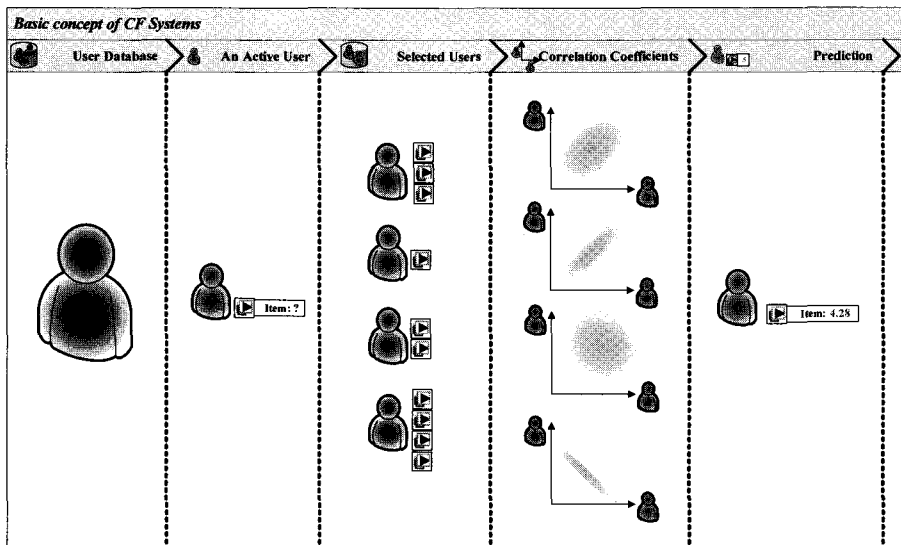 Basic concept of CF Systems
User Database
An Active User
Selected Users
Correlation Coefficients
Prediction
Item: ?
Item: 4.28